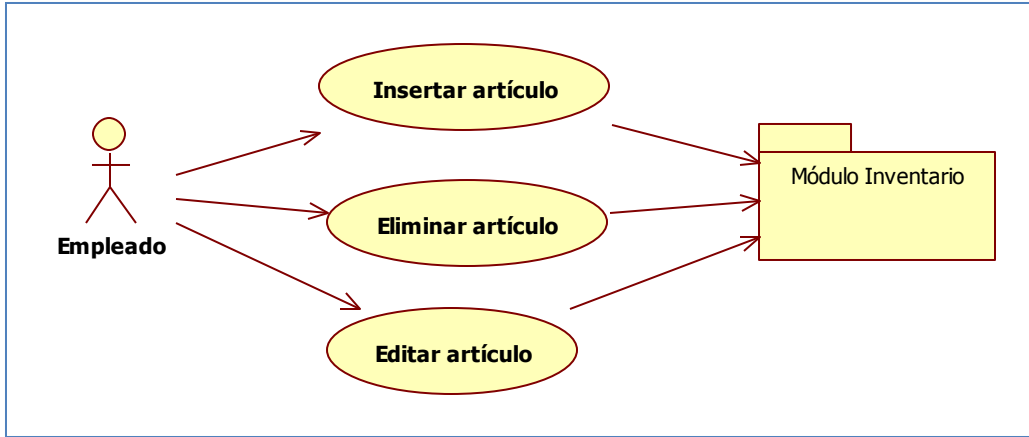 Insertar artículo
Módulo Inventario
Eliminar artículo
Empleado
Editar artículo